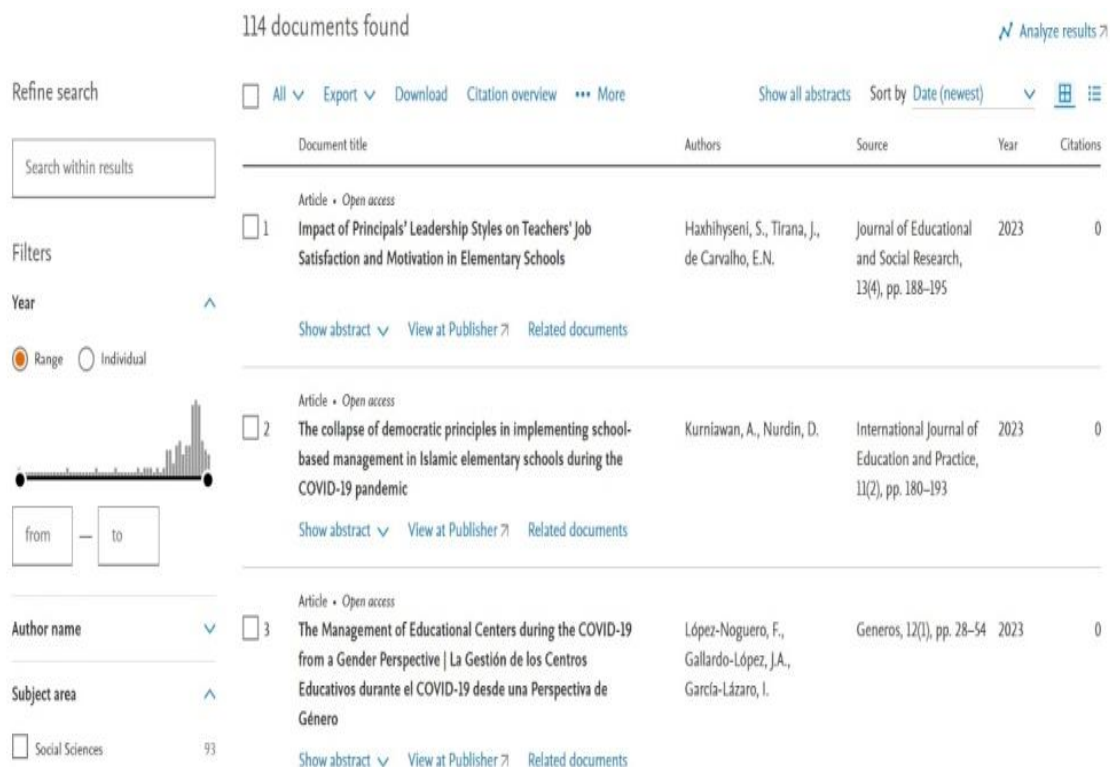 114 documents found
Analyze results
Refine search
All Export Download Citation overview ••• More Show all abstracts Sort by Date (newest)
Search within results
Document title Authors Source Year Citations
Filters
Year
Range Individual
from — to
Author name
Subject area
Social Sciences 93
Article • Open access
1 Impact of Principals' Leadership Styles on Teachers' Job Haxhihyseni, S., Tirana, J., Journal of Educational 2023 0
Satisfaction and Motivation in Elementary Schools de Carvalho, E.N. and Social Research,
13(4), pp. 188–195
Show abstract View at Publisher Related documents
Article • Open access
2 The collapse of democratic principles in implementing school- Kurniawan, A., Nurdin, D. International Journal of 2023 0
based management in Islamic elementary schools during the Education and Practice,
COVID-19 pandemic 11(2), pp. 180–193
Show abstract View at Publisher Related documents
Article • Open access
3 The Management of Educational Centers during the COVID-19 López-Noguero, F., Generos, 12(1), pp. 28–54 2023 0
from a Gender Perspective | La Gestión de los Centros Gallardo-López, J.A.,
Educativos durante el COVID-19 desde una Perspectiva de García-Lázaro, I.
Género
Show abstract View at Publisher Related documents